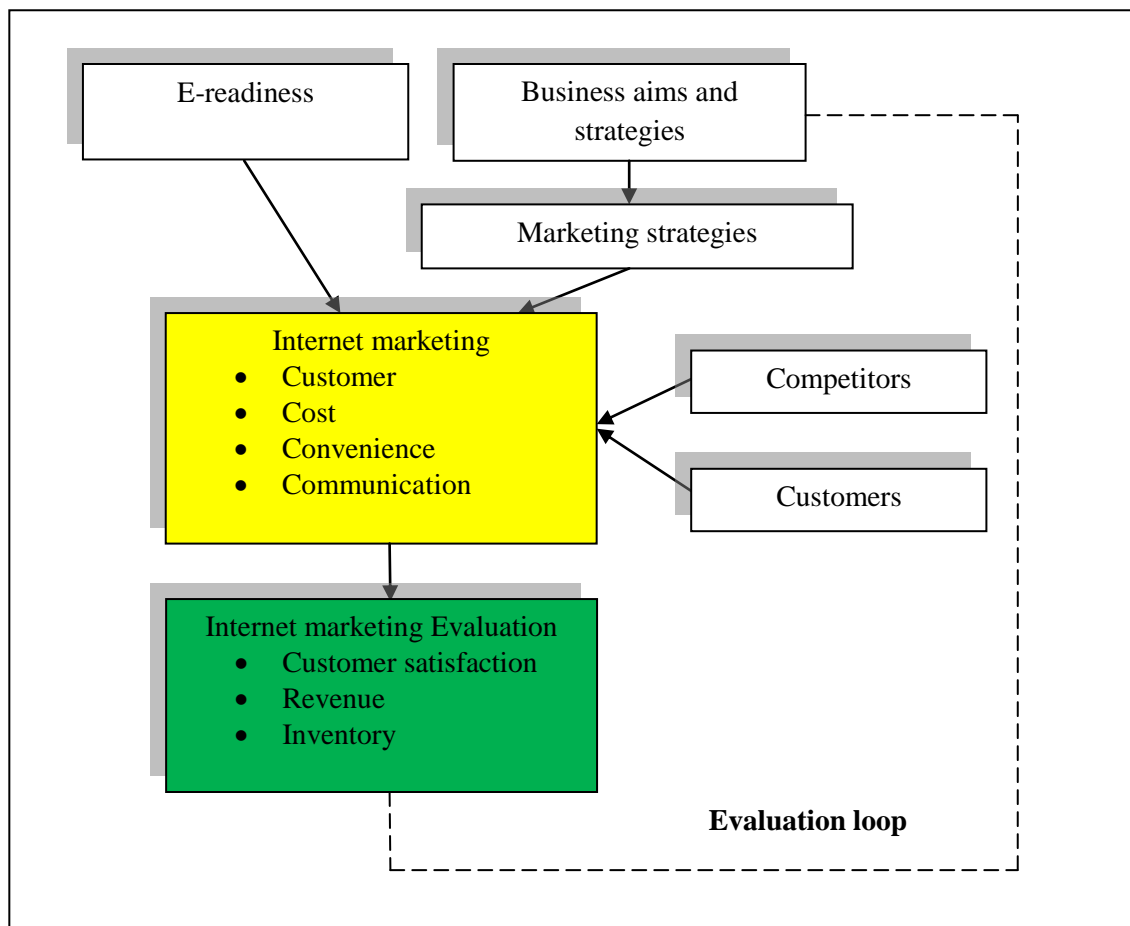 E-readiness
Business aims and
strategies
Marketing strategies
Internet marketing
• Customer
• Cost
• Convenience
• Communication
Competitors
Customers
Internet marketing Evaluation
• Customer satisfaction
• Revenue
• Inventory
Evaluation loop